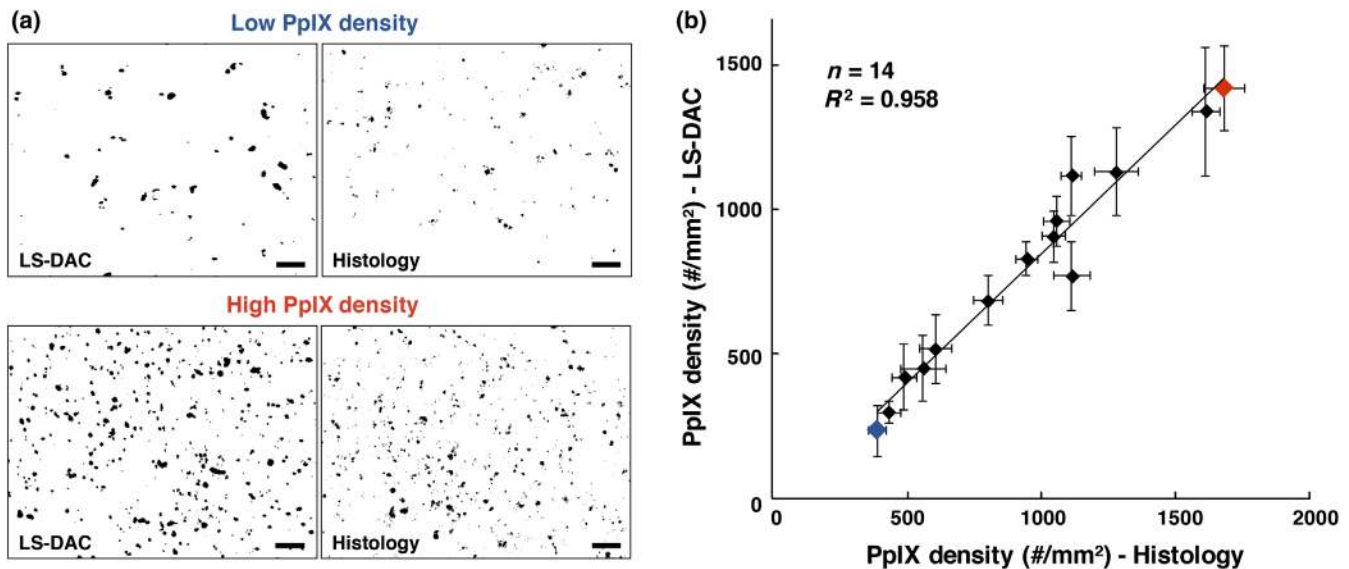 (a)
Low PpIX density
LS-DAC
Histology
High PpIX density
LS-DAC
Histology
(b)
n = 14
R² = 0.958
PpIX density (#/mm²) - LS-DAC
1500
1000
500
0
0 500 1000 1500 2000
PpIX density (#/mm²) - Histology